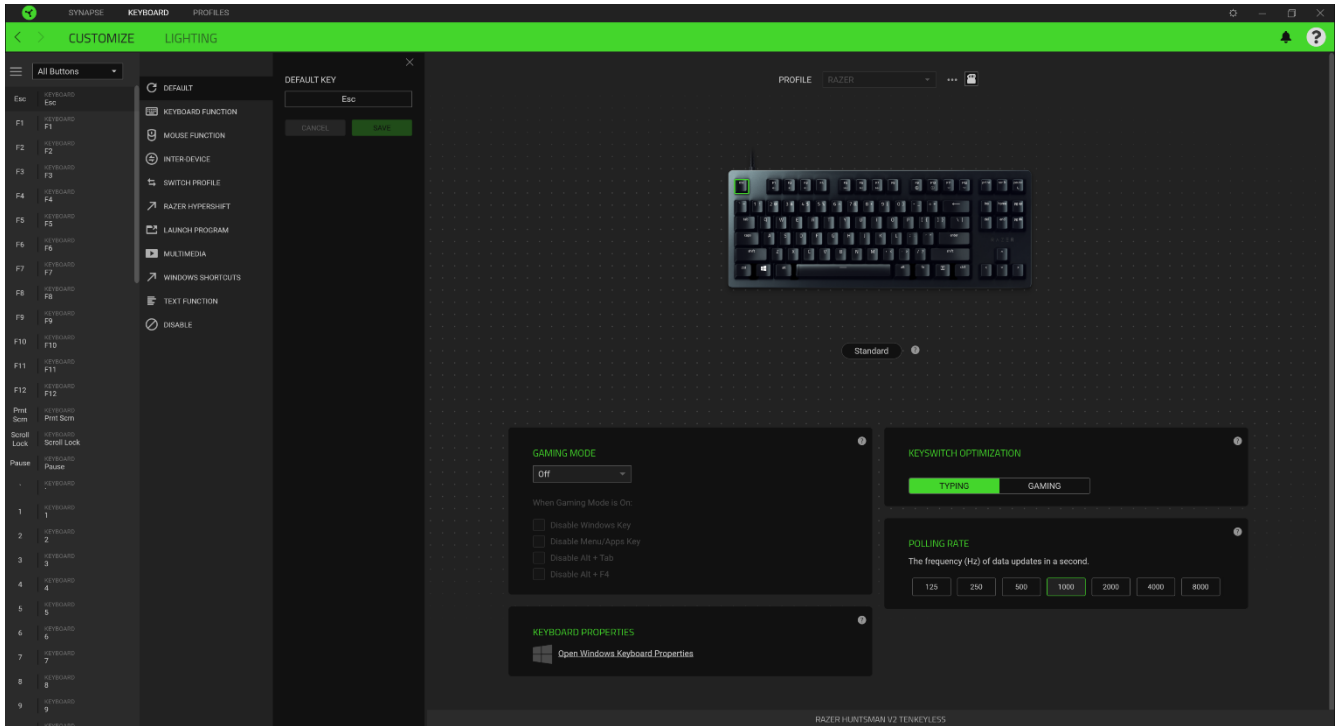 SYNAPSE KEYBOARD PROFILES
CUSTOMIZE LIGHTING
All Buttons
Esc KEYBOARD Esc
F1 KEYBOARD F1
F2 KEYBOARD F2
F3 KEYBOARD F3
F4 KEYBOARD F4
F5 KEYBOARD F5
F6 KEYBOARD F6
F7 KEYBOARD F7
F8 KEYBOARD F8
F9 KEYBOARD F9
F10 KEYBOARD F10
F11 KEYBOARD F11
F12 KEYBOARD F12
Prnt Scrn KEYBOARD Prnt Scrn
Scroll Lock KEYBOARD Scroll Lock
Pause KEYBOARD Pause
` KEYBOARD `
1 KEYBOARD 1
2 KEYBOARD 2
3 KEYBOARD 3
4 KEYBOARD 4
5 KEYBOARD 5
6 KEYBOARD 6
7 KEYBOARD 7
8 KEYBOARD 8
9 KEYBOARD 9
KEYBOARD
DEFAULT
KEYBOARD FUNCTION
MOUSE FUNCTION
INTER-DEVICE
SWITCH PROFILE
RAZER HYPERSHIFT
LAUNCH PROGRAM
MULTIMEDIA
WINDOWS SHORTCUTS
TEXT FUNCTION
DISABLE
DEFAULT KEY
Esc
CANCEL SAVE
PROFILE RAZER
Standard
GAMING MODE
Off
When Gaming Mode is On:
Disable Windows Key
Disable Menu/Apps Key
Disable Alt + Tab
Disable Alt + F4
KEYBOARD PROPERTIES
Open Windows Keyboard Properties
KEYSWITCH OPTIMIZATION
TYPING GAMING
POLLING RATE
The frequency (Hz) of data updates in a second.
125 250 500 1000 2000 4000 8000
RAZER HUNTSMAN V2 TENKEYLESS